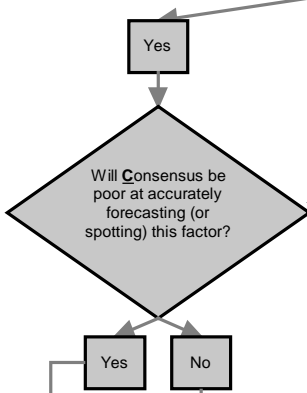 Yes
Will Consensus be
poor at accurately
forecasting (or
spotting) this factor?
Yes
No